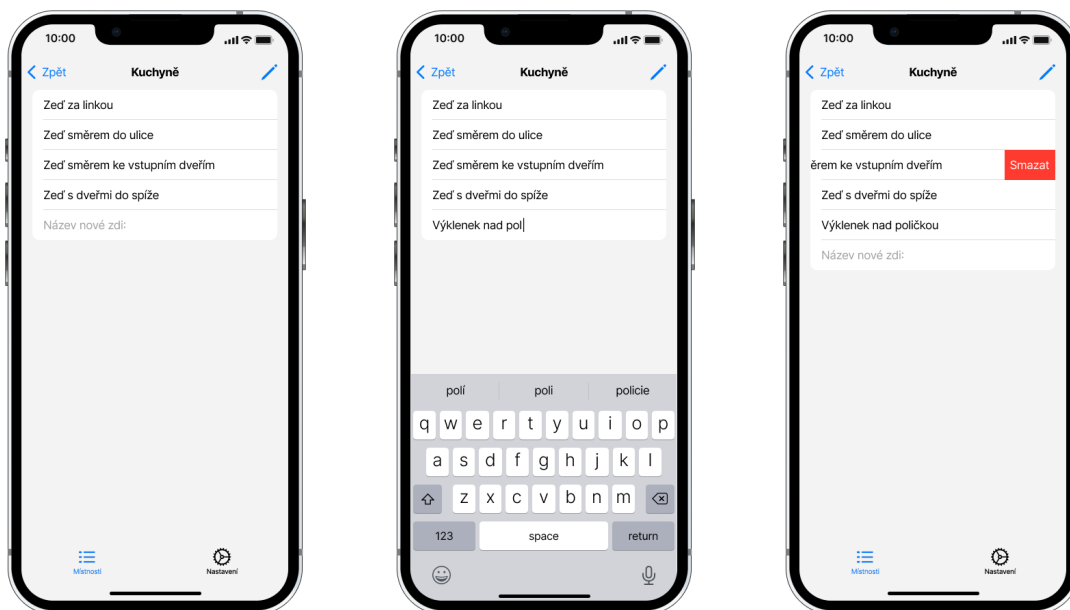 10:00
Zpět
Kuchyně
Zeď za linkou
Zeď směrem do ulice
Zeď směrem ke vstupním dveřím
Zeď s dveřmi do spíže
Název nové zdi:
Místnosti
Nastavení
10:00
Zpět
Kuchyně
Zeď za linkou
Zeď směrem do ulice
Zeď směrem ke vstupním dveřím
Zeď s dveřmi do spíže
Výklenek nad pol
polí poli policie
q w e r t y u i o p
a s d f g h j k l
z x c v b n m
123 space return
10:00
Zpět
Kuchyně
Zeď za linkou
Zeď směrem do ulice
ěrem ke vstupním dveřím Smazat
Zeď s dveřmi do spíže
Výklenek nad poličkou
Název nové zdi:
Místnosti
Nastavení